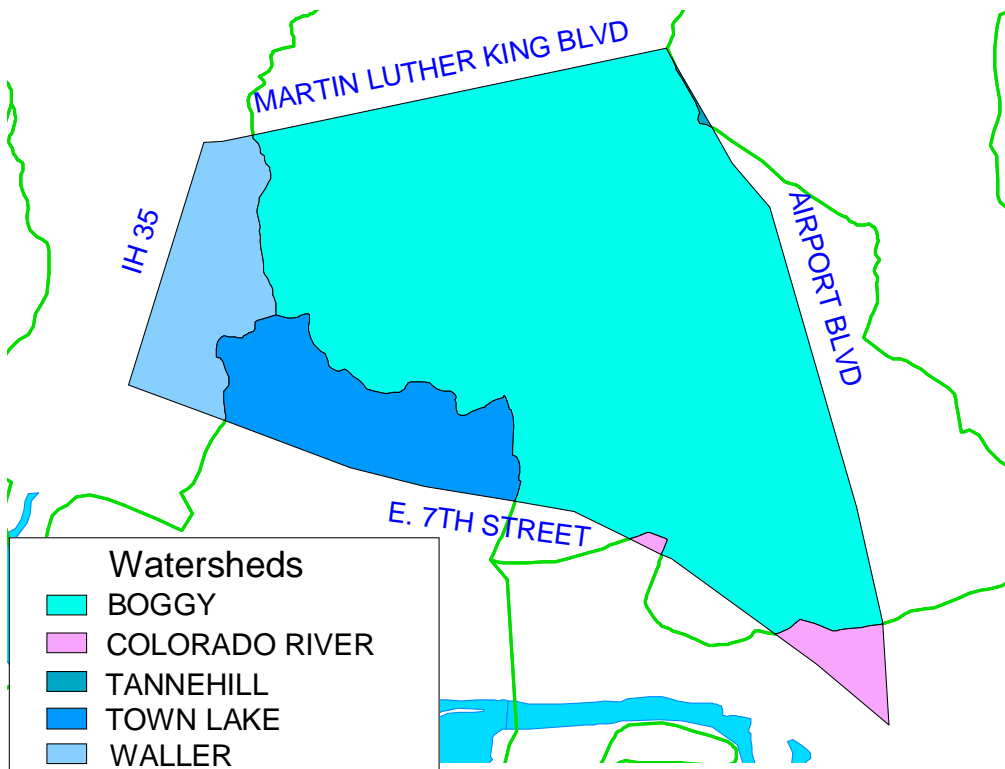 MARTIN LUTHER KING BLVD
IH 35
AIRPORT BLVD
E. 7TH STREET
Watersheds
BOGGY
COLORADO RIVER
TANNEHILL
TOWN LAKE
WALLER